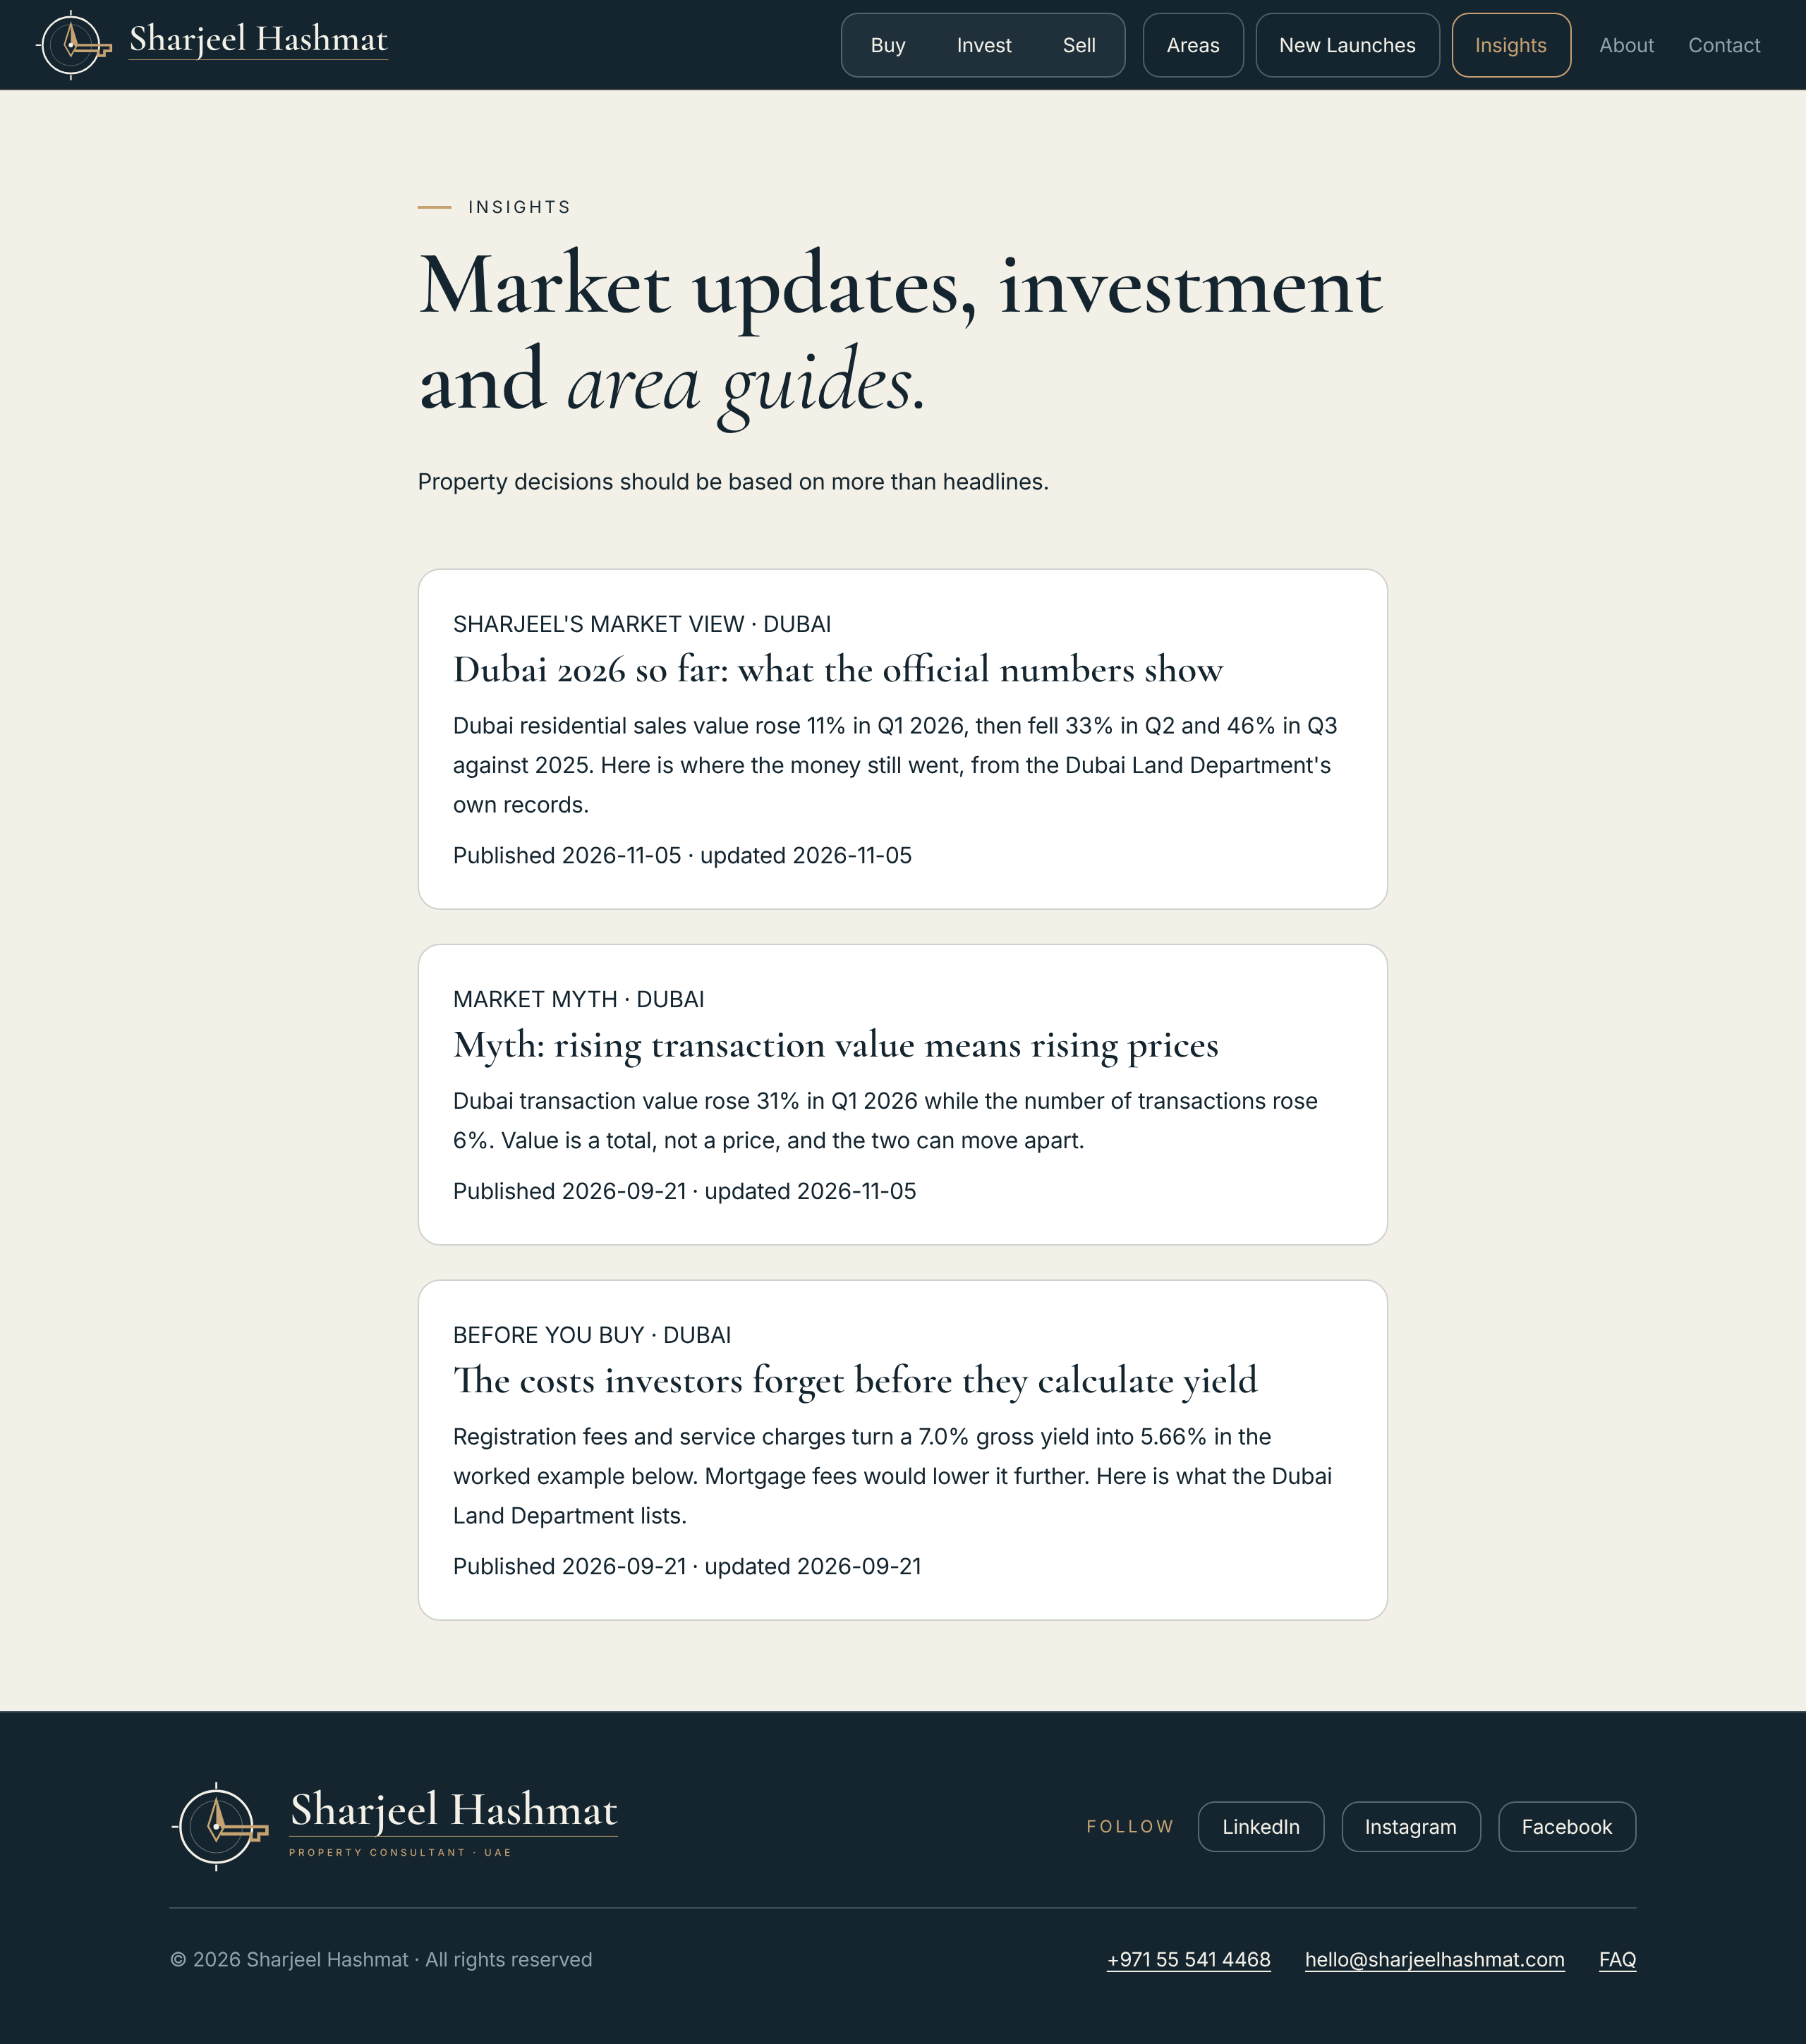 Sharjeel Hashmat
Buy Invest Sell Areas New Launches Insights About Contact
INSIGHTS
Market updates, investment
and area guides.
Property decisions should be based on more than headlines.
SHARJEEL'S MARKET VIEW · DUBAI
Dubai 2026 so far: what the official numbers show
Dubai residential sales value rose 11% in Q1 2026, then fell 33% in Q2 and 46% in Q3
against 2025. Here is where the money still went, from the Dubai Land Department's
own records.
Published 2026-11-05 · updated 2026-11-05
MARKET MYTH · DUBAI
Myth: rising transaction value means rising prices
Dubai transaction value rose 31% in Q1 2026 while the number of transactions rose
6%. Value is a total, not a price, and the two can move apart.
Published 2026-09-21 · updated 2026-11-05
BEFORE YOU BUY · DUBAI
The costs investors forget before they calculate yield
Registration fees and service charges turn a 7.0% gross yield into 5.66% in the
worked example below. Mortgage fees would lower it further. Here is what the Dubai
Land Department lists.
Published 2026-09-21 · updated 2026-09-21
Sharjeel Hashmat
PROPERTY CONSULTANT · UAE
FOLLOW LinkedIn Instagram Facebook
© 2026 Sharjeel Hashmat · All rights reserved
+971 55 541 4468 hello@sharjeelhashmat.com FAQ